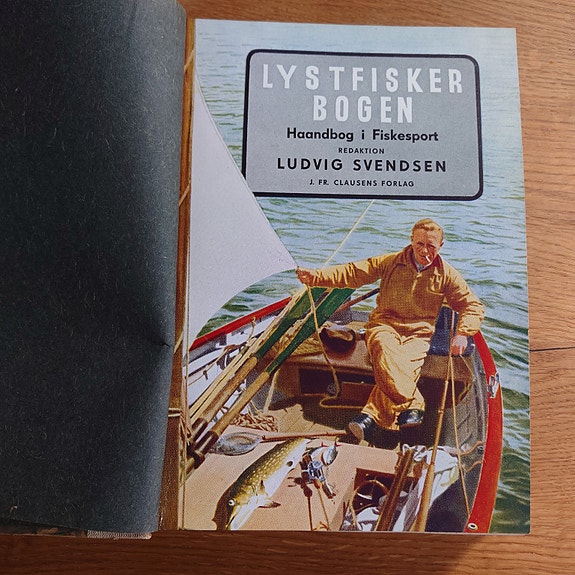 LYSTFISKER
BOGEN
Haandbog i Fiskesport
REDAKTION
LUDVIG SVENDSEN
J. FR. CLAUSENS FORLAG